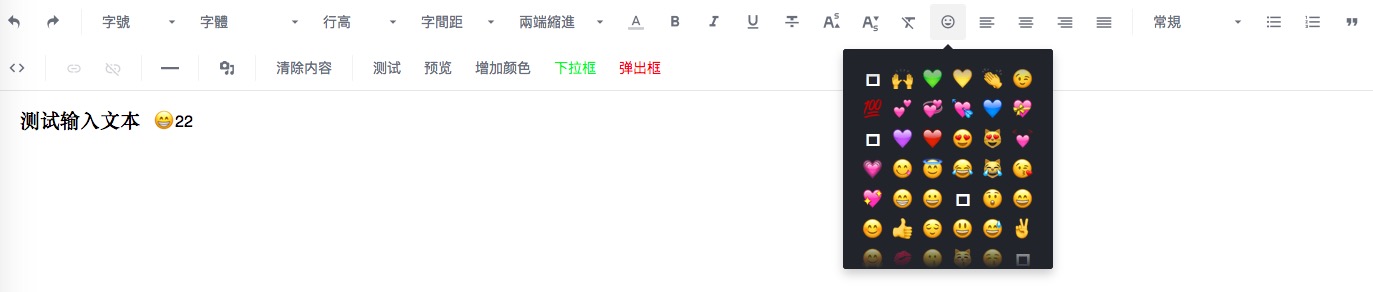 字號 字體 行高 字間距 兩端縮進 常規
清除内容 测试 预览 增加颜色 下拉框 弹出框
测试输入文本 😁22